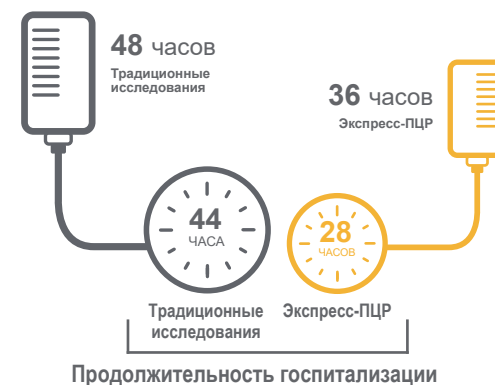 48 часов
Традиционные
исследования
36 часов
Экспресс-ПЦР
44
ЧАСА
28
ЧАСОВ
Традиционные
исследования
Экспресс-ПЦР
Продолжительность госпитализации